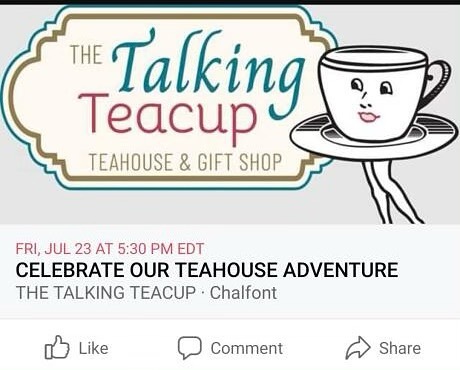 THE Talking
Teacup
TEAHOUSE & GIFT SHOP
FRI, JUL 23 AT 5:30 PM EDT
CELEBRATE OUR TEAHOUSE ADVENTURE
THE TALKING TEACUP · Chalfont
Like Comment Share